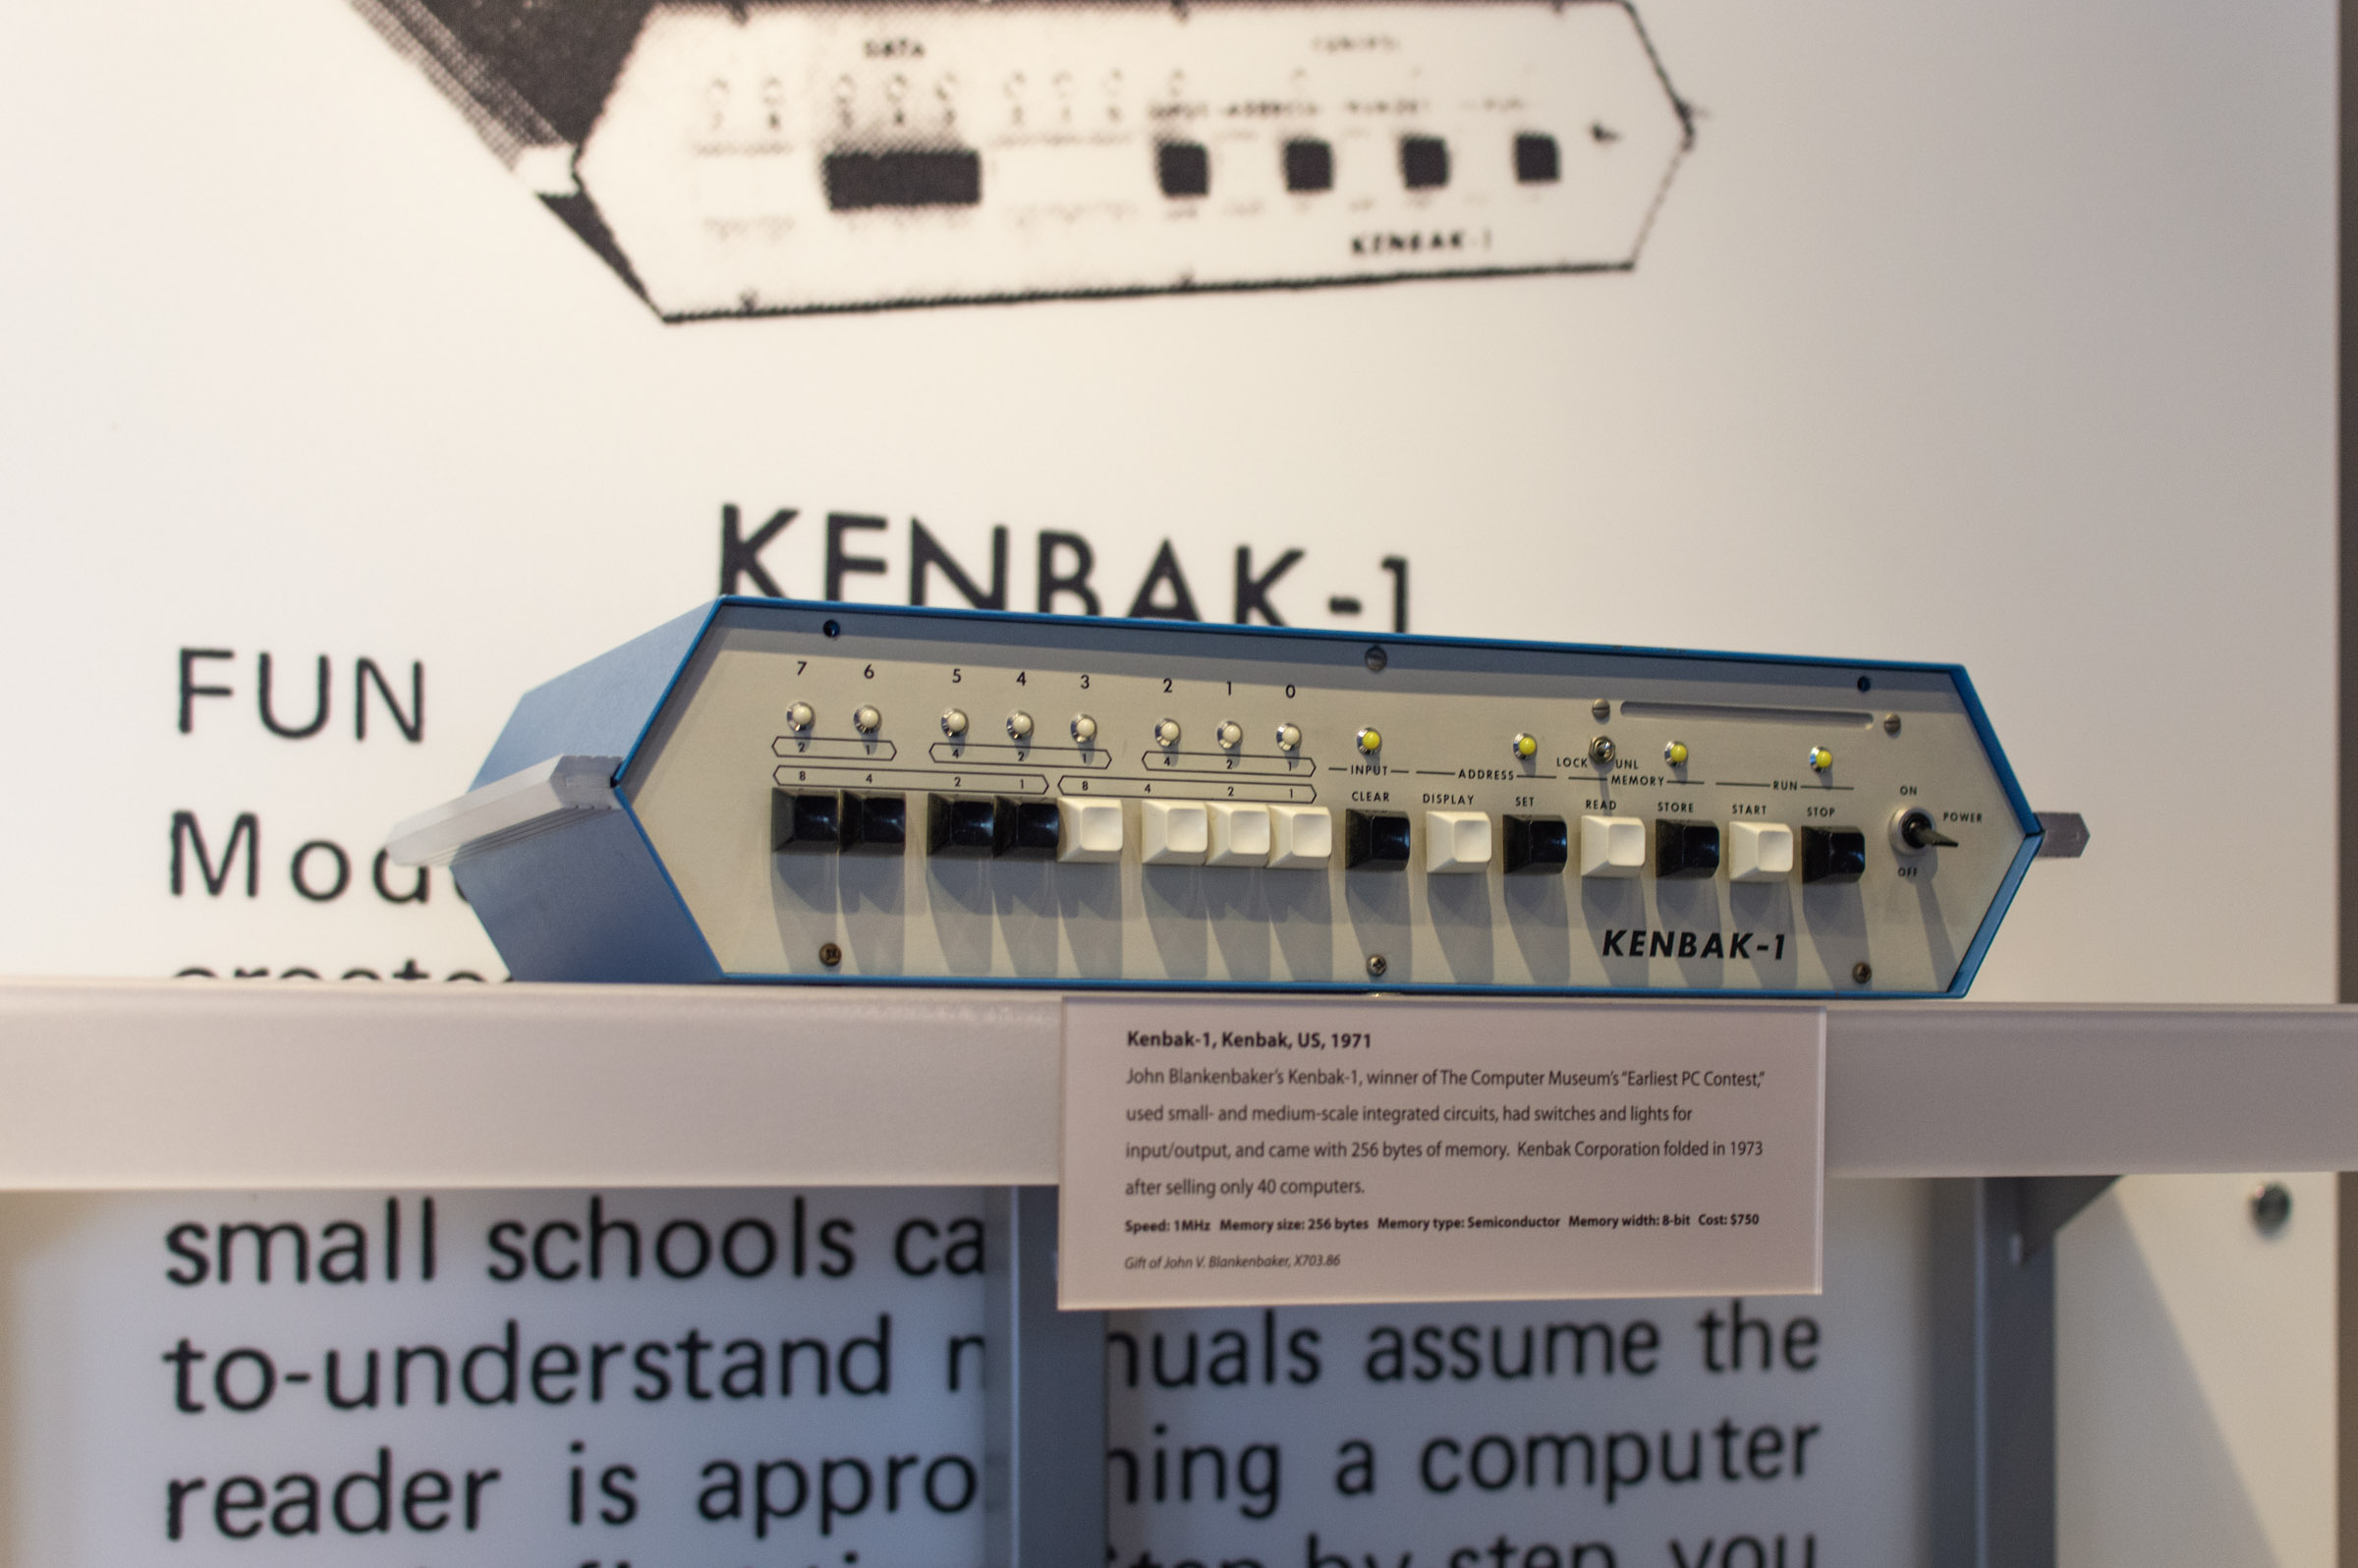 DATA
KENBAK-1
KENBAK-1
FUN
7 6 5 4 3 2 1 0
2 1 4 2 1 4 2 1
8 4 2 1 8 4 2 1
LOCK UNL
INPUT ADDRESS MEMORY RUN
CLEAR DISPLAY SET READ STORE START STOP
ON
POWER
OFF
KENBAK-1
Kenbak-1, Kenbak, US, 1971
John Blankenbaker's Kenbak-1, winner of The Computer Museum's "Earliest PC Contest,"
used small- and medium-scale integrated circuits, had switches and lights for
input/output, and came with 256 bytes of memory. Kenbak Corporation folded in 1973
after selling only 40 computers.
Speed: 1MHz Memory size: 256 bytes Memory type: Semiconductor Memory width: 8-bit Cost: $750
Gift of John V. Blankenbaker, X703.86
small schools ca
to-understand nuals assume the
reader is appro hing a computer
by step, you